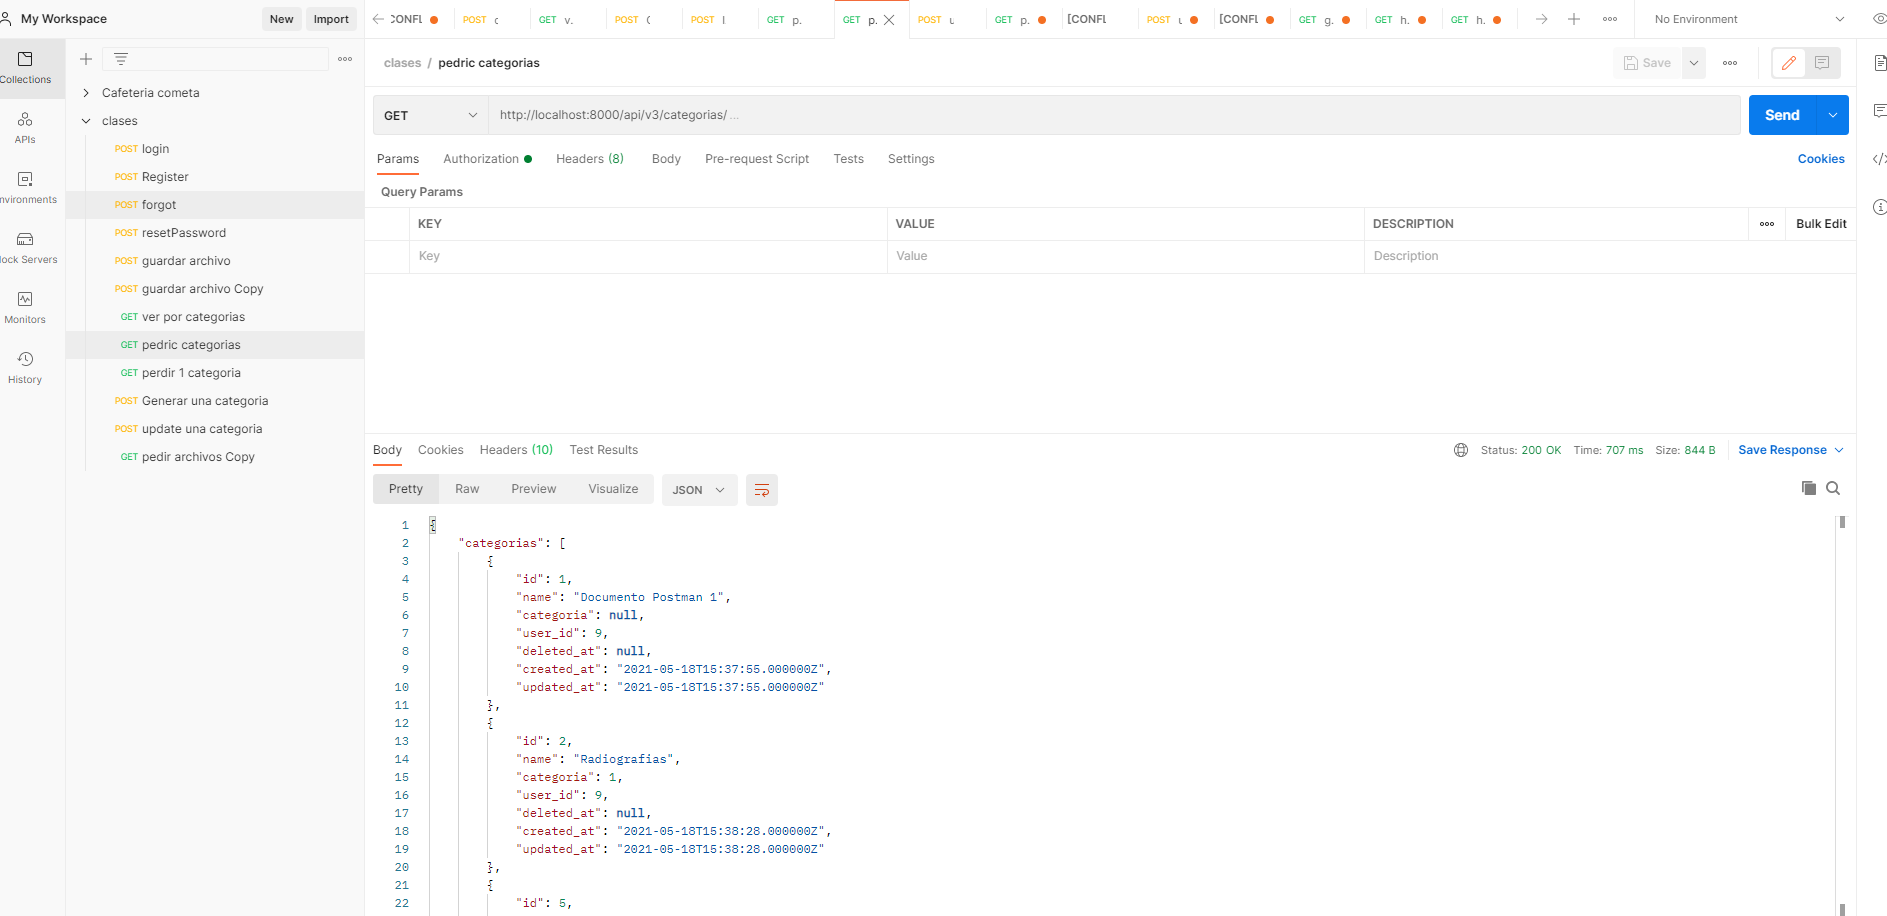 My Workspace
New
Import
CONFL
POST
GET v.
POST
POST
GET p.
GET p.
POST
GET p.
[CONFL
POST
[CONFL
GET g.
GET h.
GET h.
No Environment
Collections
APIs
nvironments
lock Servers
Monitors
History
Cafeteria cometa
clases
POST login
POST Register
POST forgot
POST resetPassword
POST guardar archivo
POST guardar archivo Copy
GET ver por categorias
GET pedric categorias
GET perdir 1 categoria
POST Generar una categoria
POST update una categoria
GET pedir archivos Copy
clases / pedric categorias
Save
GET
http://localhost:8000/api/v3/categorias/ ...
Send
Params
Authorization
Headers (8)
Body
Pre-request Script
Tests
Settings
Cookies
Query Params
KEY
VALUE
DESCRIPTION
Bulk Edit
Key
Value
Description
Body
Cookies
Headers (10)
Test Results
Status: 200 OK
Time: 707 ms
Size: 844 B
Save Response
Pretty
Raw
Preview
Visualize
JSON
1 {
2 "categorias": [
3 {
4 "id": 1,
5 "name": "Documento Postman 1",
6 "categoria": null,
7 "user_id": 9,
8 "deleted_at": null,
9 "created_at": "2021-05-18T15:37:55.000000Z",
10 "updated_at": "2021-05-18T15:37:55.000000Z"
11 },
12 {
13 "id": 2,
14 "name": "Radiografias",
15 "categoria": 1,
16 "user_id": 9,
17 "deleted_at": null,
18 "created_at": "2021-05-18T15:38:28.000000Z",
19 "updated_at": "2021-05-18T15:38:28.000000Z"
20 },
21 {
22 "id": 5,